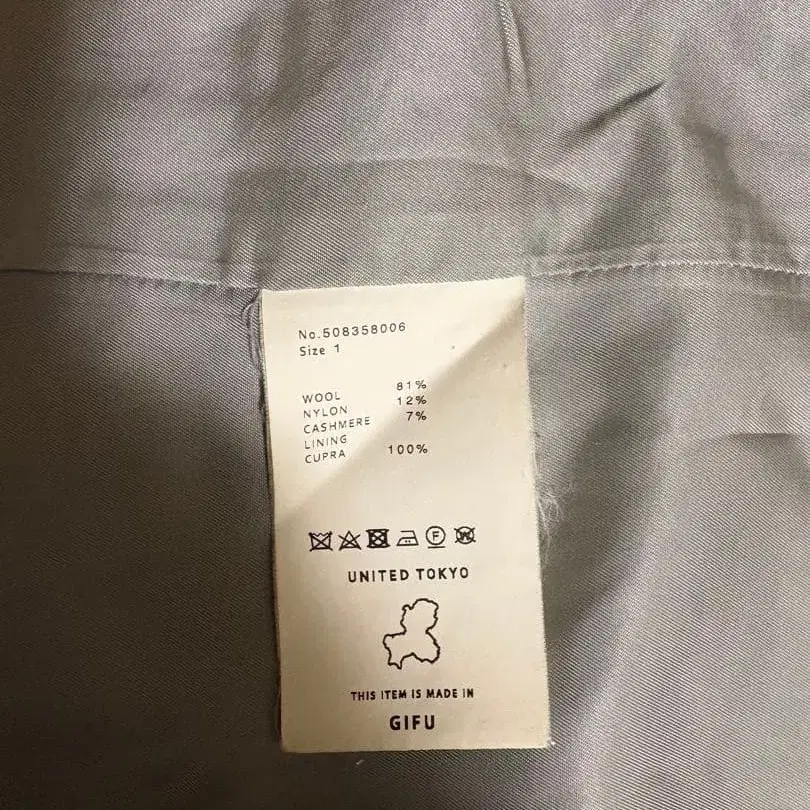 No.508358006
Size 1
WOOL 81%
NYLON 12%
CASHMERE 7%
LINING
CUPRA 100%
F W
UNITED TOKYO
THIS ITEM IS MADE IN
GIFU